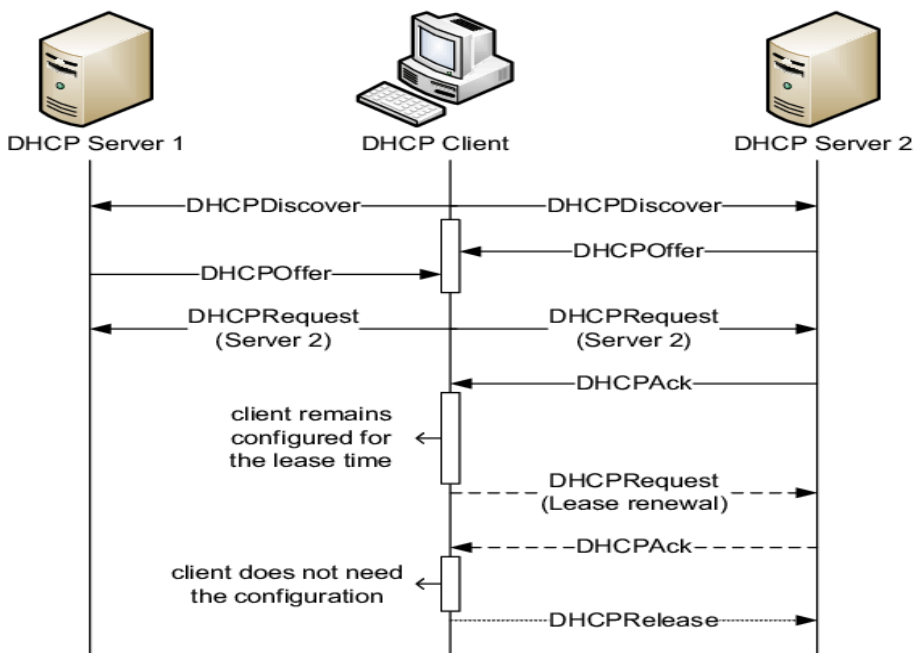 DHCP Server 1
DHCP Client
DHCP Server 2
DHCPDiscover
DHCPDiscover
DHCPOffer
DHCPOffer
DHCPRequest
(Server 2)
DHCPRequest
(Server 2)
DHCPAck
client remains
configured for
the lease time
DHCPRequest
(Lease renewal)
DHCPAck
client does not need
the configuration
DHCPRelease